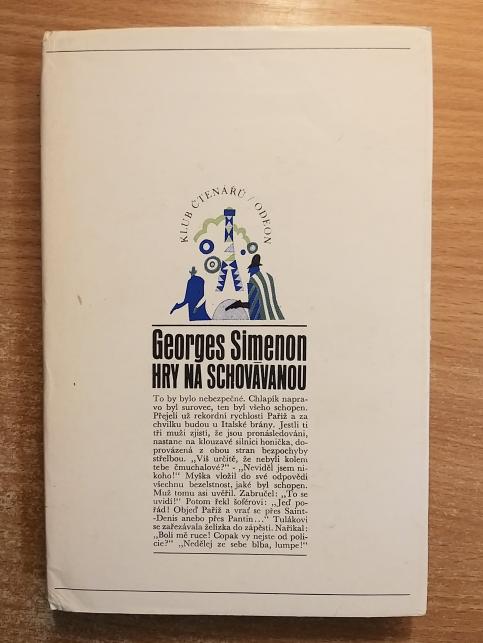 KLUB ČTENÁŘŮ / ODEON
Georges Simenon
HRY NA SCHOVÁVANOU
To by bylo nebezpečné. Chlapík napra-
vo byl surovec, ten byl všeho schopen.
Přejeli už rekordní rychlostí Paříž a za
chvilku budou u Italské brány. Jestli ti
tři muži zjistí, že jsou pronásledováni,
nastane na klouzavé silnici honička, do-
provázená z obou stran bezpochyby
střelbou. „Víš určitě, že nebyli kolem
tebe čmuchalové?“ - „Neviděl jsem ni-
koho!“ Myška vložil do své odpovědi
všechnu bezelstnost, jaké byl schopen.
Muž tomu asi uvěřil. Zabručel: „To se
uvidí!“ Potom řekl šoférovi: „Jeď po-
řád! Objeď Paříž a vrať se přes Saint-
-Denis anebo přes Pantin...“ Tulákovi
se zařezávala želízka do zápěstí. Naříkal:
„Bolí mě ruce! Copak vy nejste od poli-
cie?“ „Nedělej ze sebe blba, lumpe!“